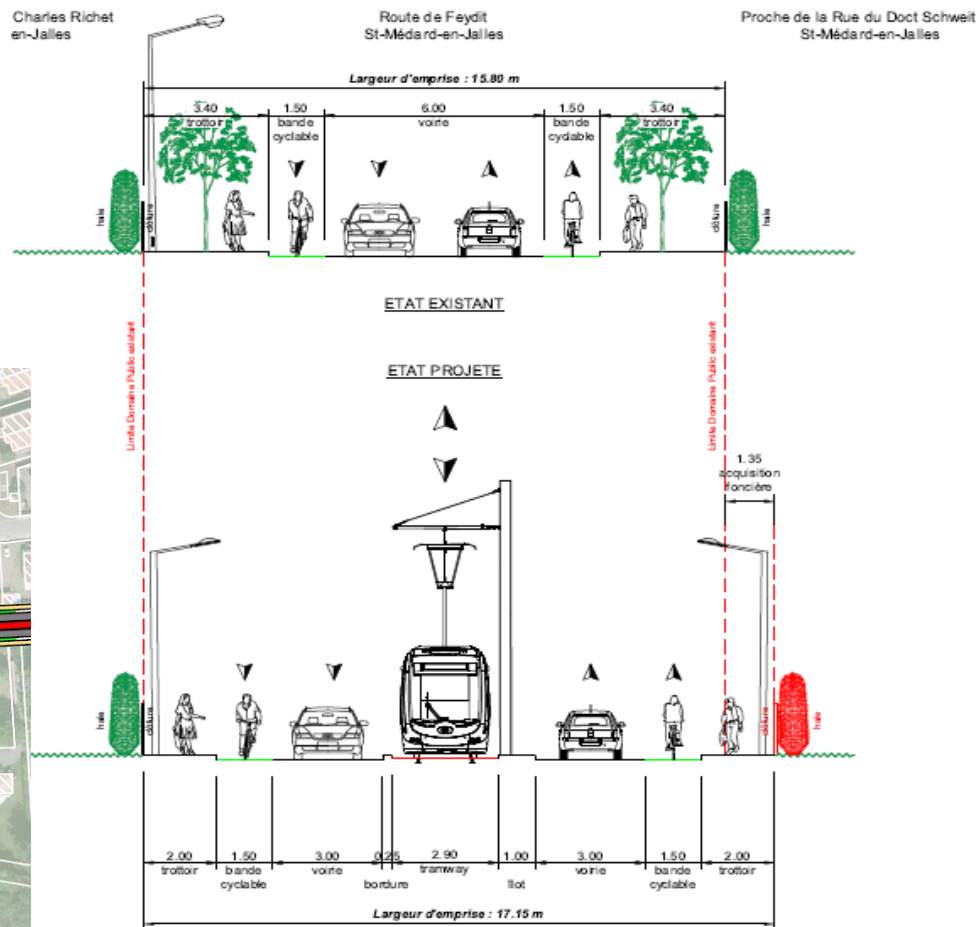 Charles Richet
en-Jalles
Route de Feydit
St-Médard-en-Jalles
Proche de la Rue du Doct Schweit
St-Médard-en-Jalles
Largeur d'emprise : 15.80 m
3.40
trottoir
1.50
bande
cyclable
6.00
voirie
1.50
bande
cyclable
3.40
trottoir
haie
clôture
clôture
haie
ETAT EXISTANT
Limite Domaine Public existant
Limite Domaine Public existant
ETAT PROJETE
1.35
acquisition
foncière
haie
clôture
clôture
haie
2.00
trottoir
1.50
bande
cyclable
3.00
voirie
0.25
bordure
2.90
tramway
1.00
îlot
3.00
voirie
1.50
bande
cyclable
2.00
trottoir
Largeur d'emprise : 17.15 m